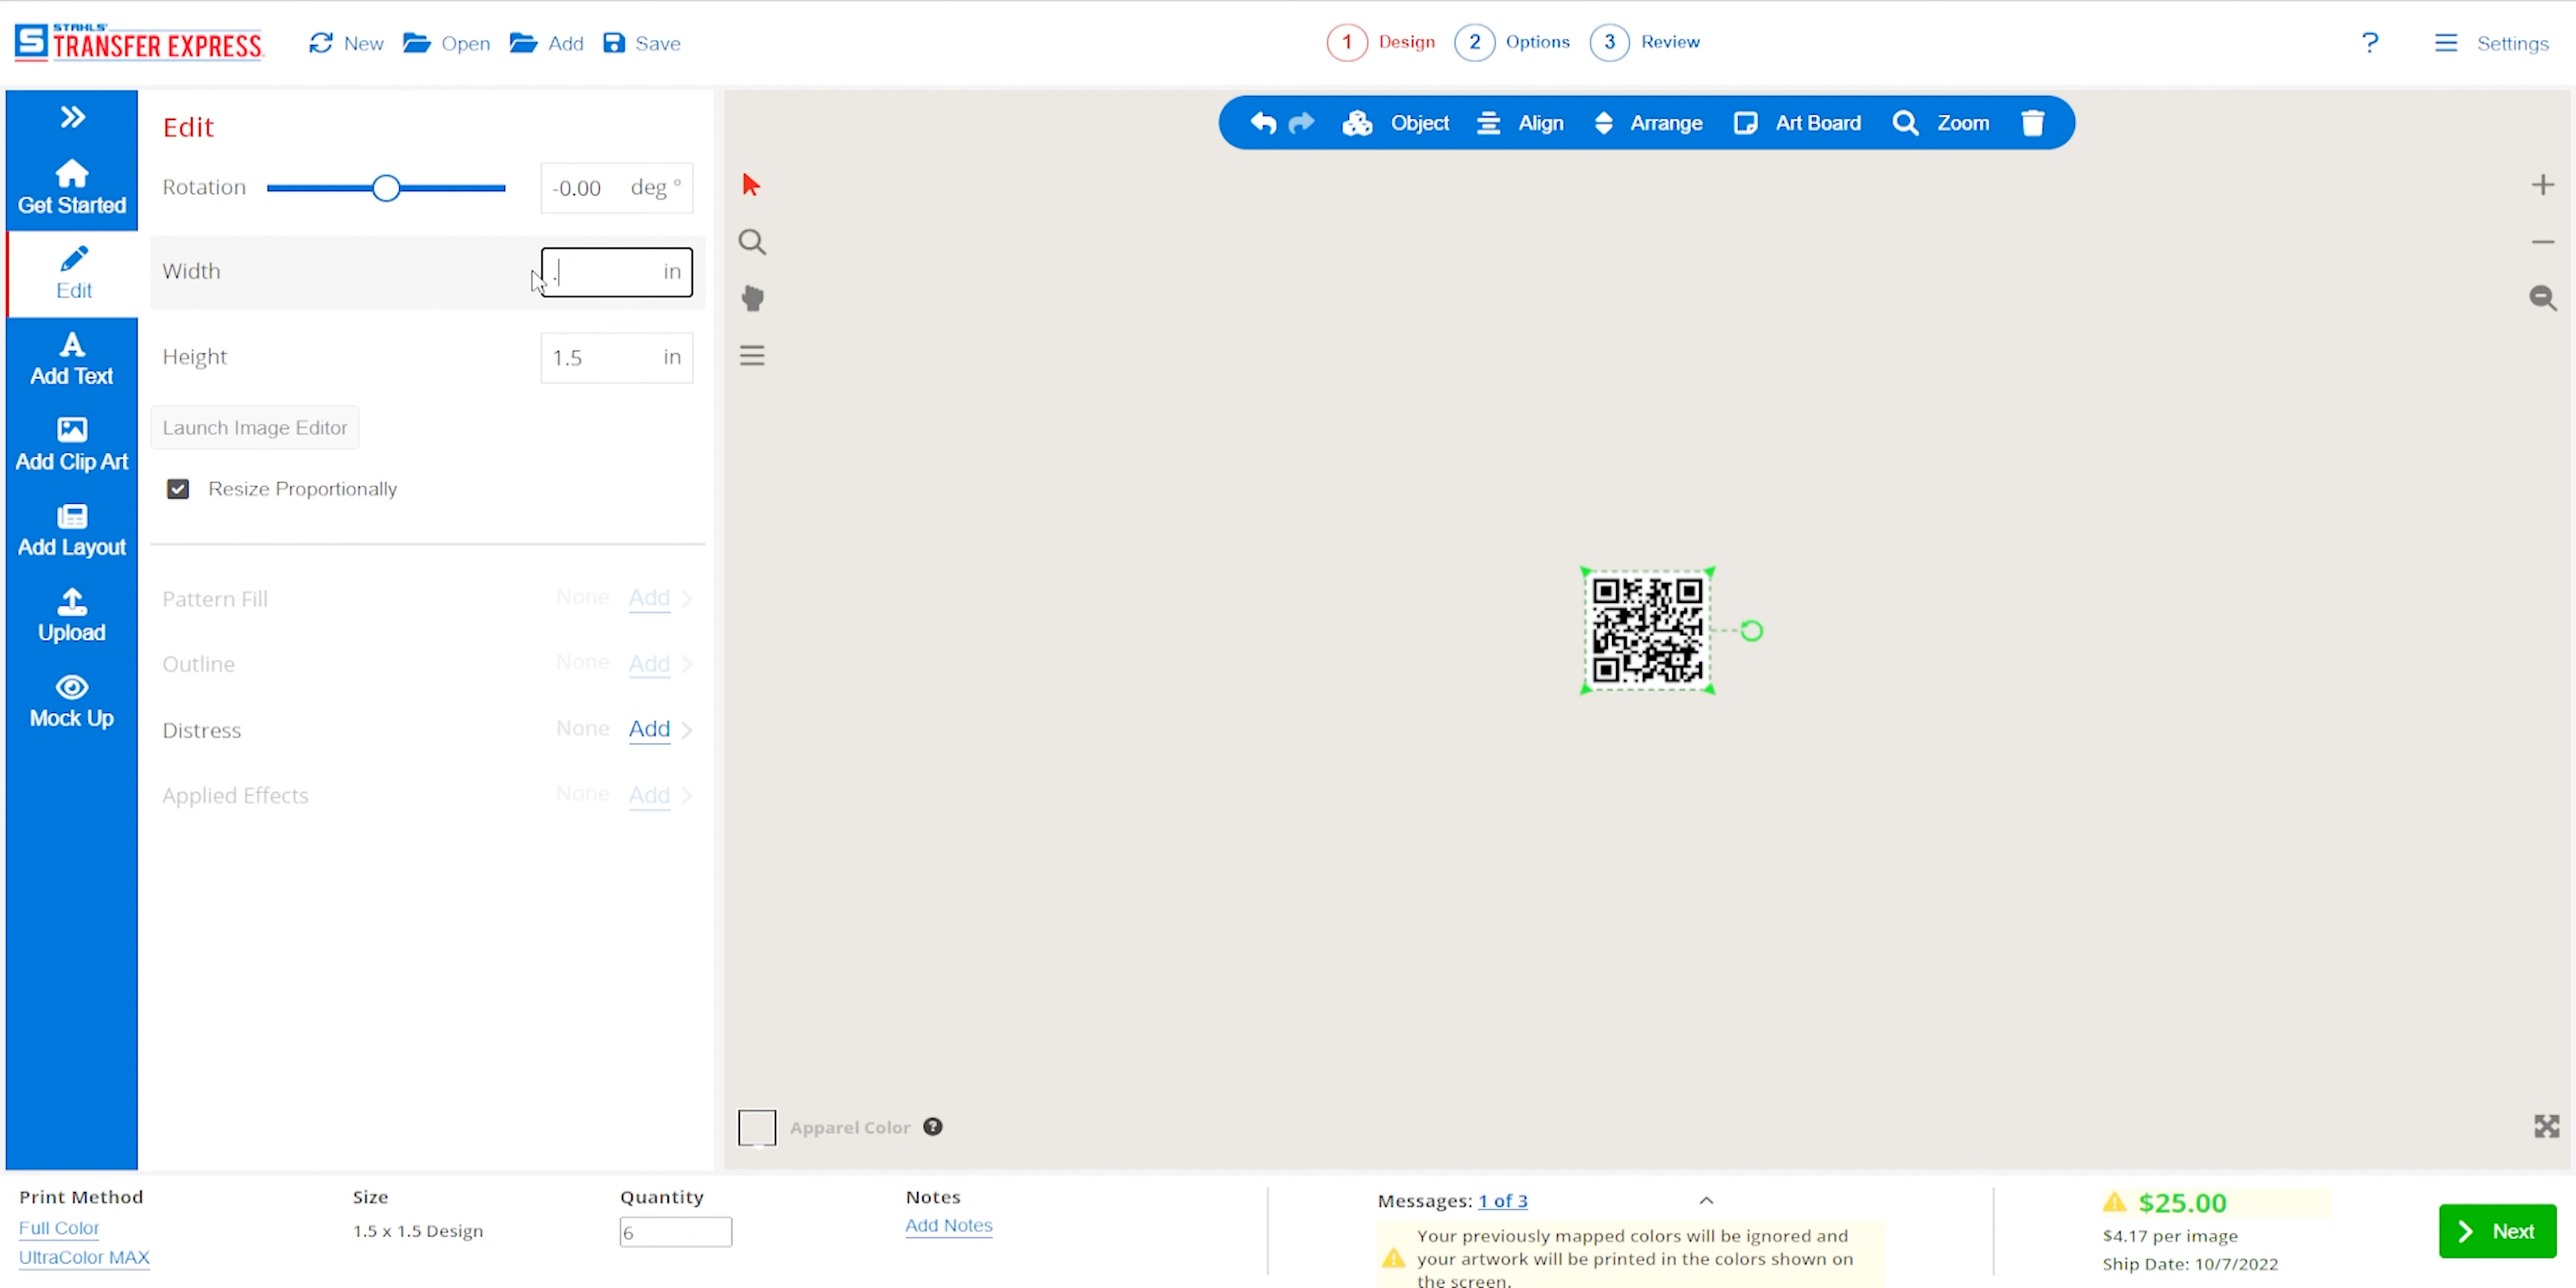 STAHLS'
TRANSFER EXPRESS
New Open Add Save
1 Design 2 Options 3 Review
? Settings
Object Align Arrange Art Board Zoom
Get Started
Edit
Add Text
Add Clip Art
Add Layout
Upload
Mock Up
Edit
Rotation -0.00 deg °
Width . in
Height 1.5 in
Launch Image Editor
Resize Proportionally
Pattern Fill None Add
Outline None Add
Distress None Add
Applied Effects None Add
Apparel Color ?
Print Method
Full Color
UltraColor MAX
Size
1.5 x 1.5 Design
Quantity
6
Notes
Add Notes
Messages: 1 of 3
Your previously mapped colors will be ignored and
your artwork will be printed in the colors shown on
the screen.
$25.00
$4.17 per image
Ship Date: 10/7/2022
Next